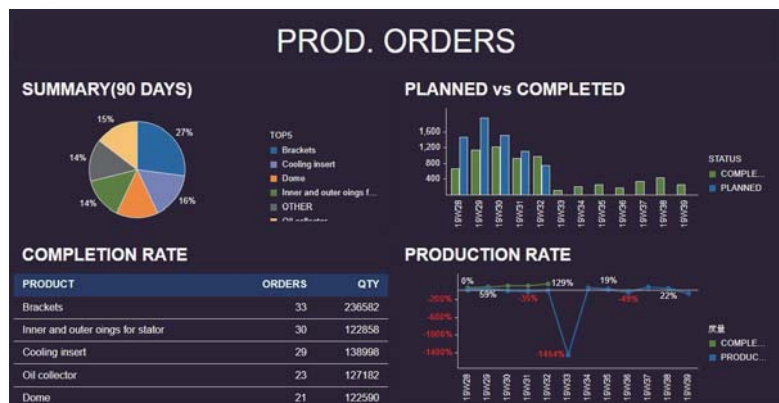 PROD. ORDERS
SUMMARY(90 DAYS)
15%
27%
14%
14%
16%
TOP5
Brackets
Cooling insert
Dome
Inner and outer oings f...
OTHER
Oil collector
PLANNED vs COMPLETED
1,600
1,200
800
400
19W28
19W29
19W30
19W31
19W32
19W33
19W34
19W35
19W36
19W37
19W38
19W39
STATUS
COMPLE...
PLANNED
COMPLETION RATE
PRODUCT ORDERS QTY
Brackets 33 236582
Inner and outer oings for stator 30 122858
Cooling insert 29 138998
Oil collector 23 127182
Dome 21 122590
PRODUCTION RATE
0%
59%
-35%
129%
19%
-49%
22%
-200%
-600%
-1000%
-1400%
-1454%
19W28
19W29
19W30
19W31
19W32
19W33
19W34
19W35
19W36
19W37
19W38
19W39
度量
COMPLE...
PRODUC...